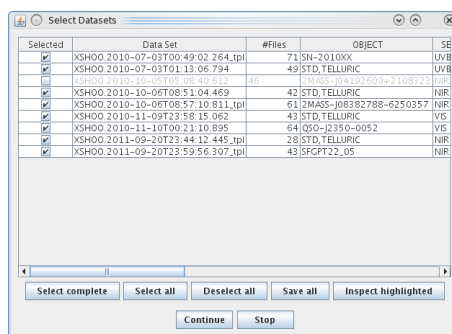 Select Datasets
Selected Data Set #Files OBJECT SE
XSHOO.2010-07-03T00:49:02.264_tpl 71 SN-2010XX UVB
XSHOO.2010-07-03T01:13:06.794 49 STD,TELLURIC UVB
XSHOO.2010-10-05T05:08:40.612 46 2MASS-J04192609+2108323 NIR
XSHOO.2010-10-06T08:51:04.469 42 STD,TELLURIC NIR
XSHOO.2010-10-06T08:57:10.811_tpl 61 2MASS-J08382788-6250357 NIR
XSHOO.2010-11-09T23:58:15.062 43 STD,TELLURIC VIS
XSHOO.2010-11-10T00:21:10.895 64 QSO-J2350-0052 VIS
XSHOO.2011-09-20T23:44:12.445_tpl 28 STD,TELLURIC NIR
XSHOO.2011-09-20T23:59:56.307_tpl 43 SFGPT22_05 NIR
Select complete Select all Deselect all Save all Inspect highlighted
Continue Stop